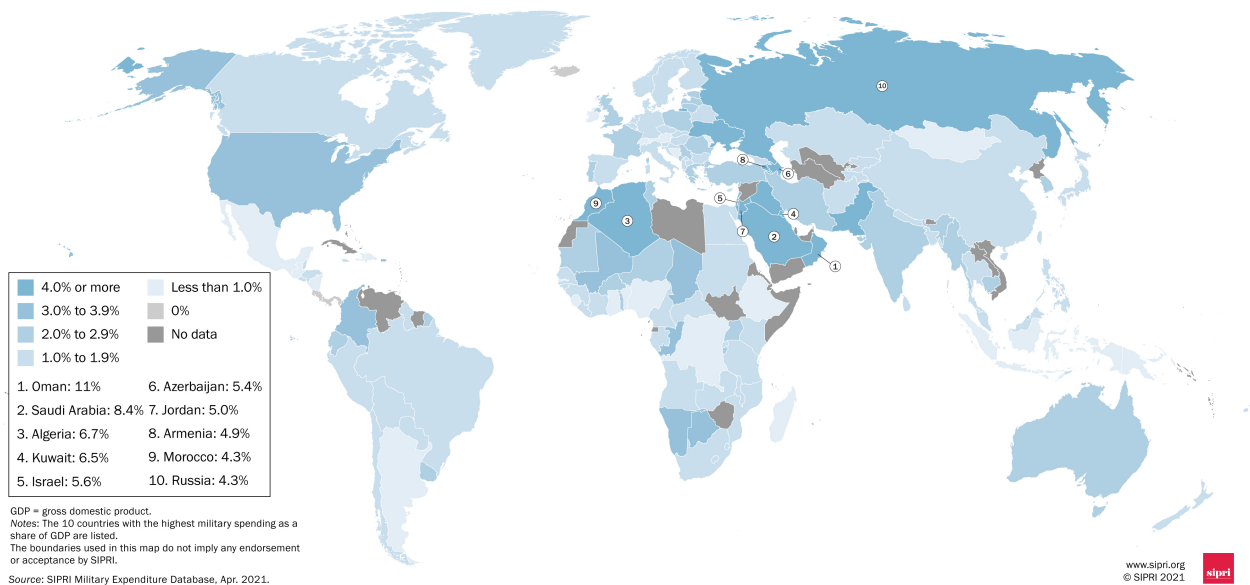 10
8
6
5
9
3
4
2
7
1
4.0% or more
3.0% to 3.9%
2.0% to 2.9%
1.0% to 1.9%
Less than 1.0%
0%
No data
1. Oman: 11%
2. Saudi Arabia: 8.4%
3. Algeria: 6.7%
4. Kuwait: 6.5%
5. Israel: 5.6%
6. Azerbaijan: 5.4%
7. Jordan: 5.0%
8. Armenia: 4.9%
9. Morocco: 4.3%
10. Russia: 4.3%
GDP = gross domestic product.
Notes: The 10 countries with the highest military spending as a
share of GDP are listed.
The boundaries used in this map do not imply any endorsement
or acceptance by SIPRI.
Source: SIPRI Military Expenditure Database, Apr. 2021.
www.sipri.org
© SIPRI 2021
sipri